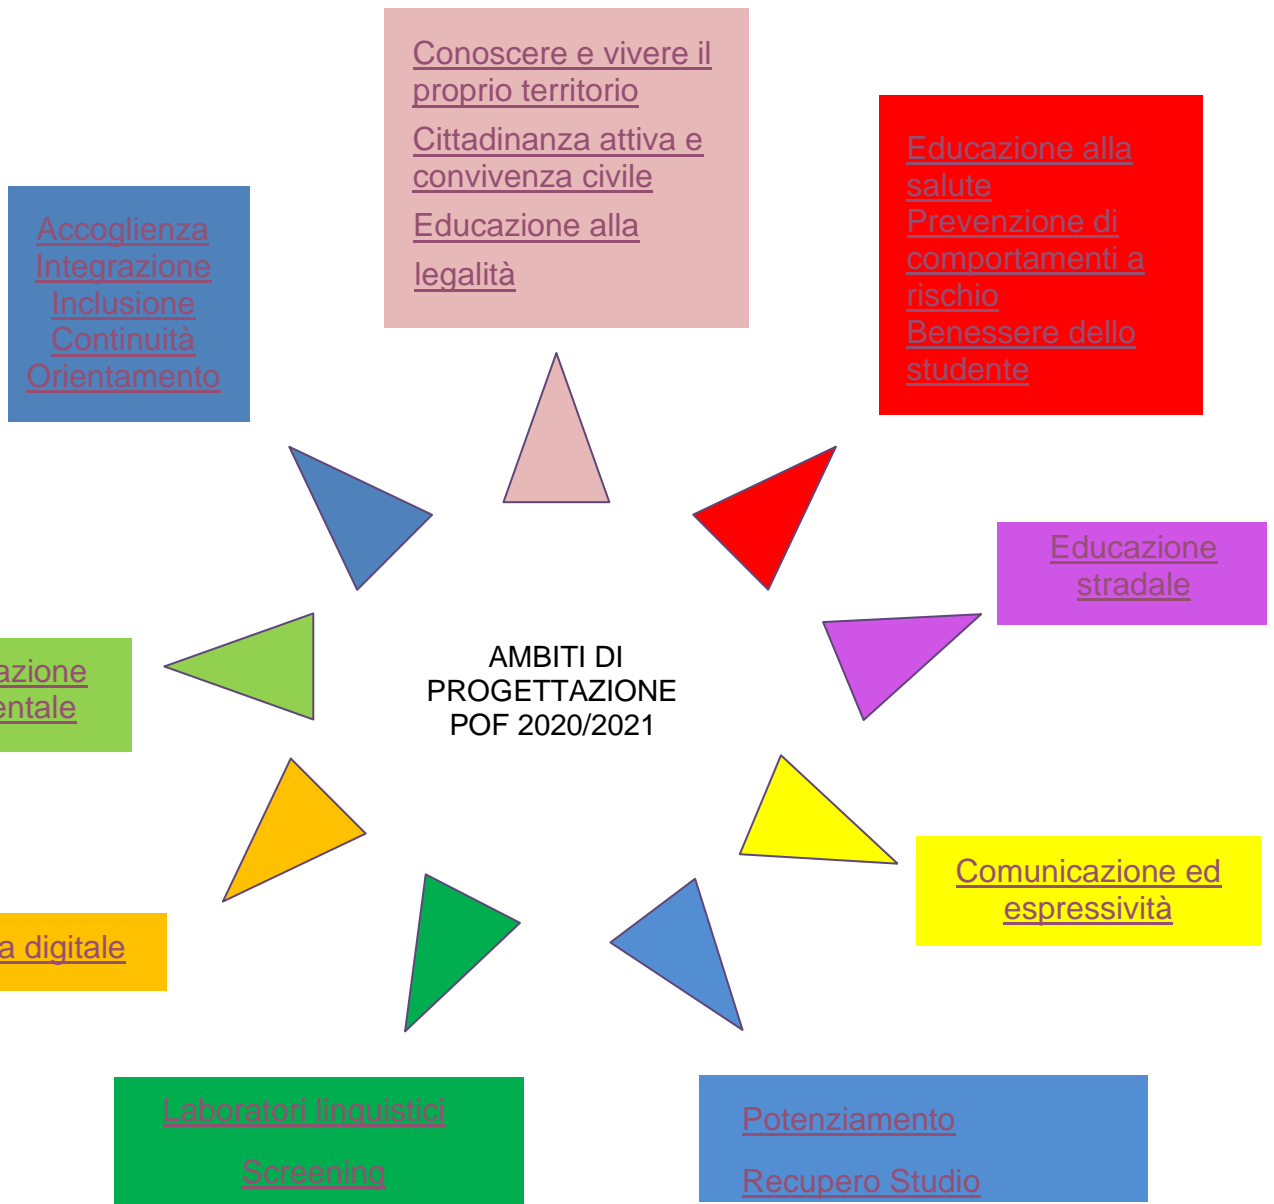 Conoscere e vivere il
proprio territorio
Cittadinanza attiva e
convivenza civile
Educazione alla
legalità
Educazione alla
salute
Prevenzione di
comportamenti a
rischio
Benessere dello
studente
Accoglienza
Integrazione
Inclusione
Continuità
Orientamento
Educazione
stradale
AMBITI DI
PROGETTAZIONE
POF 2020/2021
azione
entale
Comunicazione ed
espressività
a digitale
Laboratori linguistici
Screening
Potenziamento
Recupero Studio